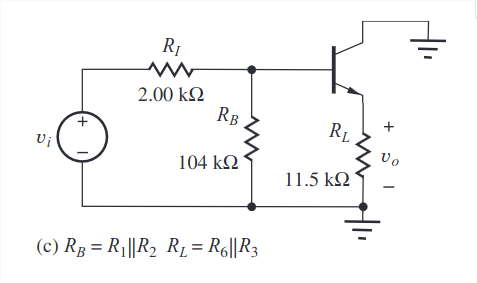 R_I
2.00 kΩ
R_B
104 kΩ
v_i
+
–
R_L
11.5 kΩ
+
v_o
–
(c) R_B = R_1||R_2 R_L = R_6||R_3